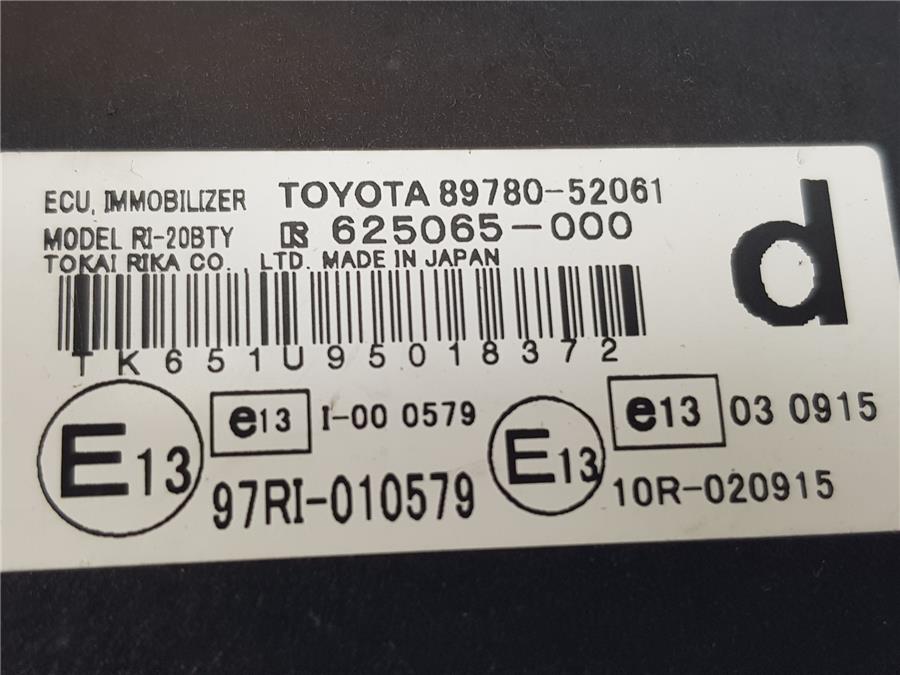 ECU, IMMOBILIZER TOYOTA 89780-52061
MODEL RI-20BTY 625065-000
TOKAI RIKA CO., LTD. MADE IN JAPAN
d
TK651U95018372
E13 e13 I-00 0579
97RI-010579
E13 e13 03 0915
10R-020915